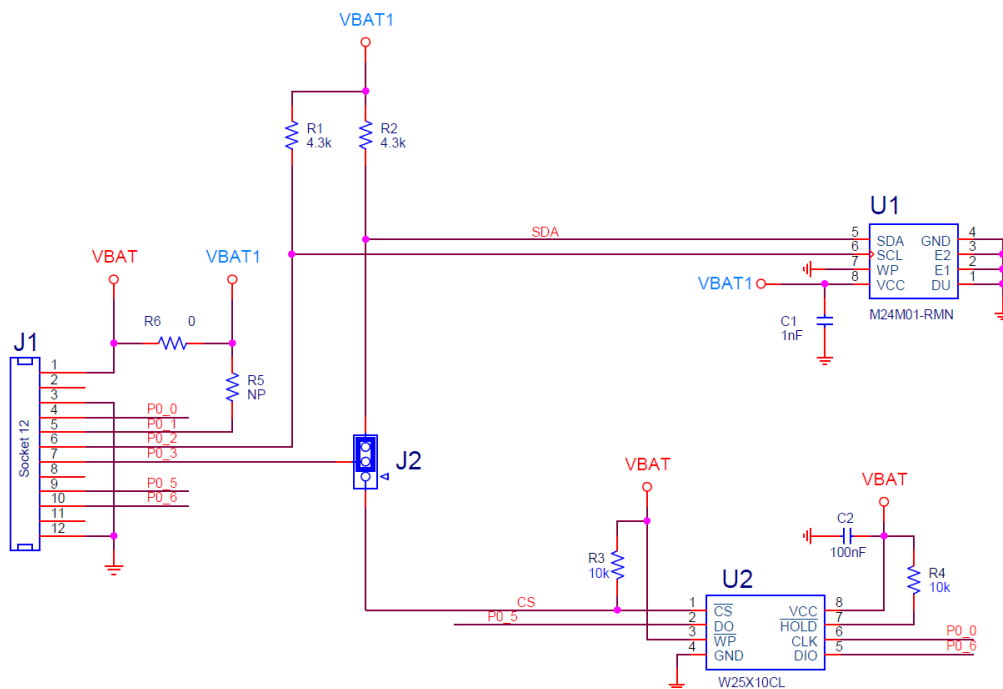 VBAT1
R1
4.3k
R2
4.3k
U1
SDA
5 SDA GND 4
6 SCL E2 3
7 WP E1 2
8 VCC DU 1
VBAT1
M24M01-RMN
C1
1nF
VBAT
VBAT1
R6 0
J1
R5
NP
Socket 12
1
2
3
4 P0_0
5 P0_1
6 P0_2
7 P0_3
8
9 P0_5
10 P0_6
11
12
J2
VBAT
VBAT
C2
100nF
R3
10k
R4
10k
U2
CS
P0_5
1 CS VCC 8
2 DO HOLD 7
3 WP CLK 6
4 GND DIO 5
P0_0
P0_6
W25X10CL